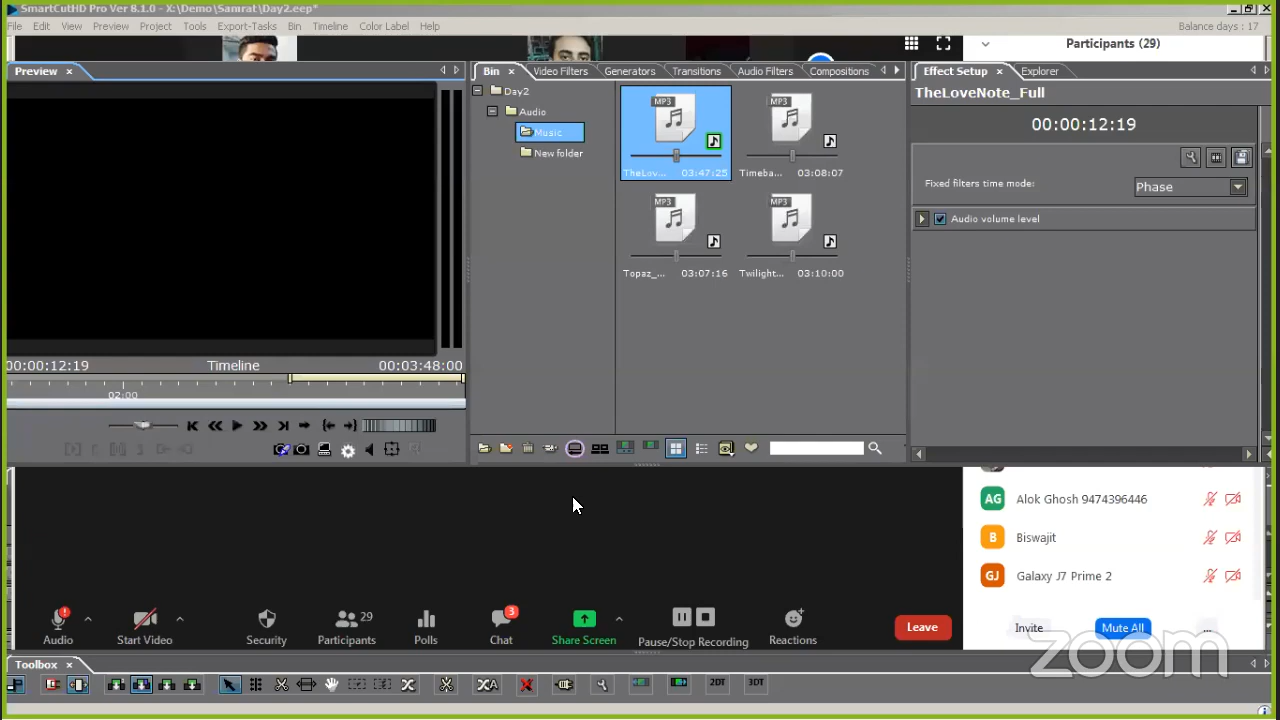 SmartCutHD Pro Ver 8.1.0 - X:\Demo\Samrat\Day2.eep*
File Edit View Preview Project Tools Export-Tasks Bin Timeline Color Label Help
Balance days : 17
Participants (29)
Preview
Bin Video Filters Generators Transitions Audio Filters Compositions
Effect Setup Explorer
Day2
Audio
Music
New folder
MP3
TheLov... 03:47:25
MP3
Timeba... 03:08:07
MP3
Topaz_... 03:07:16
MP3
Twilight... 03:10:00
TheLoveNote_Full
00:00:12:19
Fixed filters time mode: Phase
Audio volume level
00:00:12:19 Timeline 00:03:48:00
02:00
AG Alok Ghosh 9474396446
B Biswajit
GJ Galaxy J7 Prime 2
Invite Mute All ...
Audio
Start Video
Security
29
Participants
Polls
3
Chat
Share Screen
Pause/Stop Recording
Reactions
Leave
zoom
Toolbox
XA
2DT
3DT